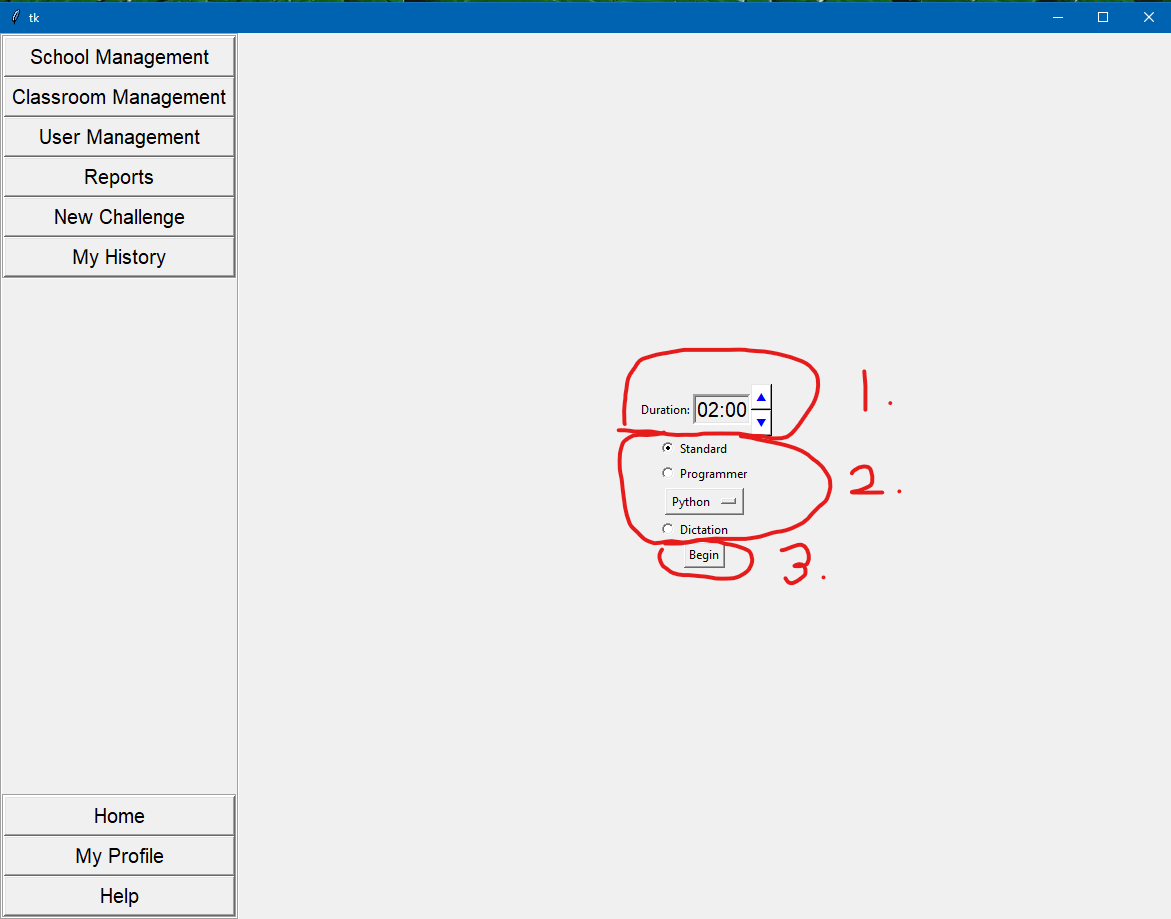 tk
School Management
Classroom Management
User Management
Reports
New Challenge
My History
Duration: 02:00
1.
Standard
Programmer
2.
Python
Dictation
Begin
3.
Home
My Profile
Help